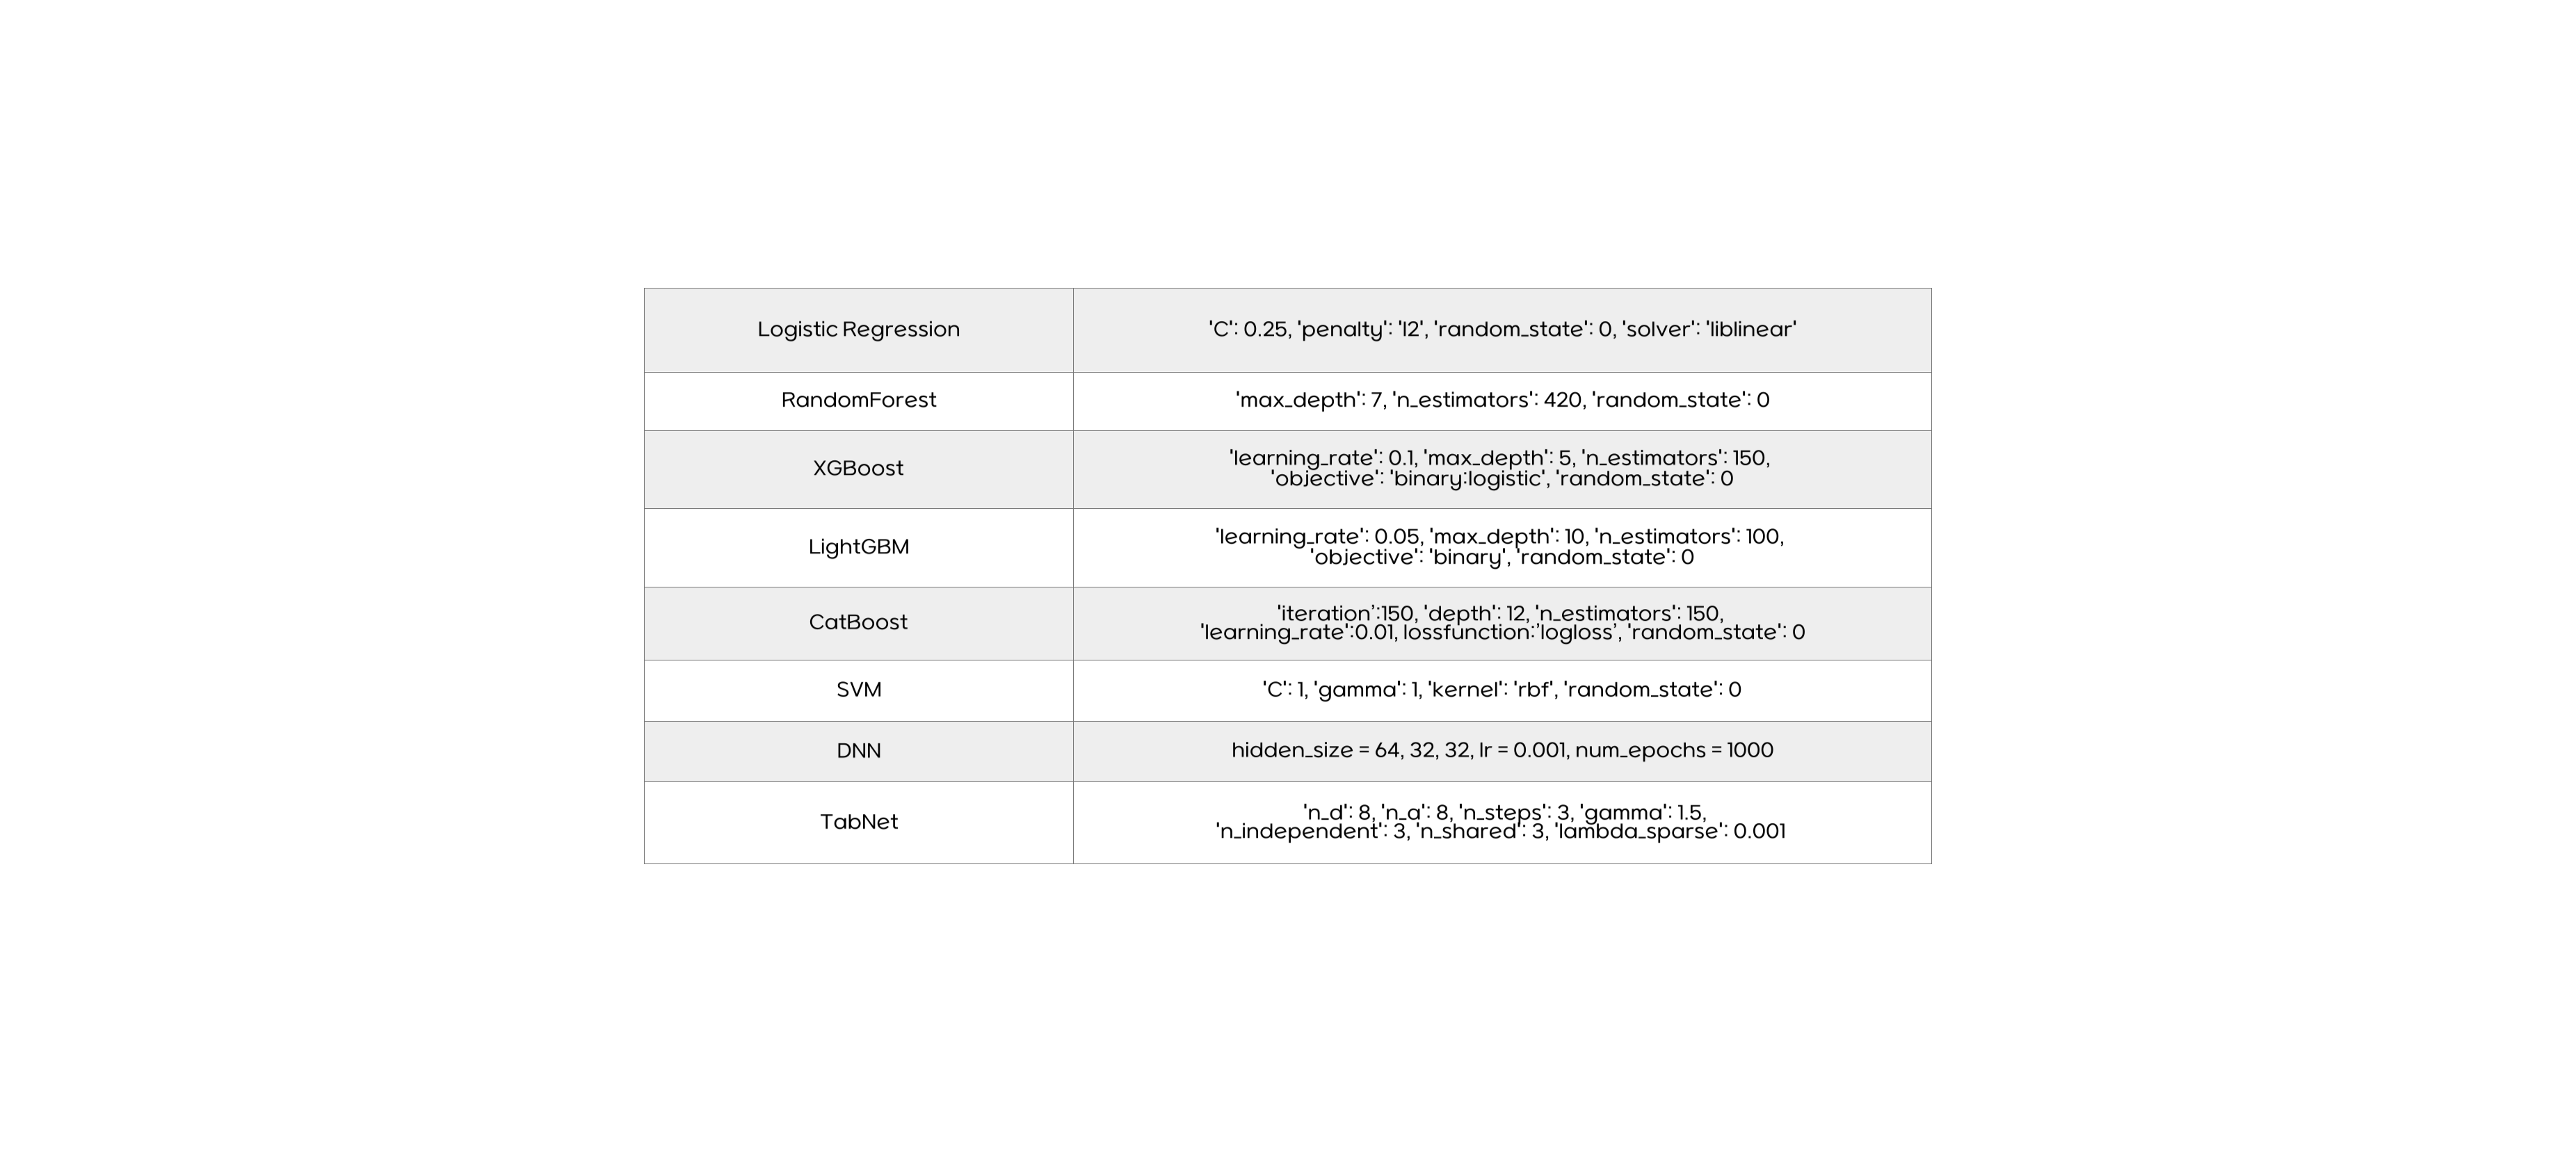 Logistic Regression
'C': 0.25, 'penalty': 'l2', 'random_state': 0, 'solver': 'liblinear'
RandomForest
'max_depth': 7, 'n_estimators': 420, 'random_state': 0
XGBoost
'learning_rate': 0.1, 'max_depth': 5, 'n_estimators': 150,
'objective': 'binary:logistic', 'random_state': 0
LightGBM
'learning_rate': 0.05, 'max_depth': 10, 'n_estimators': 100,
'objective': 'binary', 'random_state': 0
CatBoost
'iteration’:150, 'depth': 12, 'n_estimators': 150,
'learning_rate':0.01, lossfunction:’logloss’, 'random_state': 0
SVM
'C': 1, 'gamma': 1, 'kernel': 'rbf', 'random_state': 0
DNN
hidden_size = 64, 32, 32, lr = 0.001, num_epochs = 1000
TabNet
'n_d': 8, 'n_a': 8, 'n_steps': 3, 'gamma': 1.5,
'n_independent': 3, 'n_shared': 3, 'lambda_sparse': 0.001